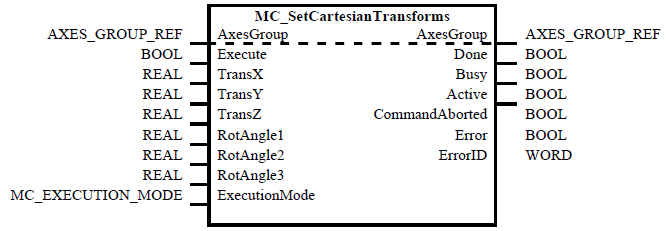 MC_SetCartesianTransforms
AXES_GROUP_REF AxesGroup AxesGroup AXES_GROUP_REF
BOOL Execute Done BOOL
REAL TransX Busy BOOL
REAL TransY Active BOOL
REAL TransZ CommandAborted BOOL
REAL RotAngle1 Error BOOL
REAL RotAngle2 ErrorID WORD
REAL RotAngle3
MC_EXECUTION_MODE ExecutionMode